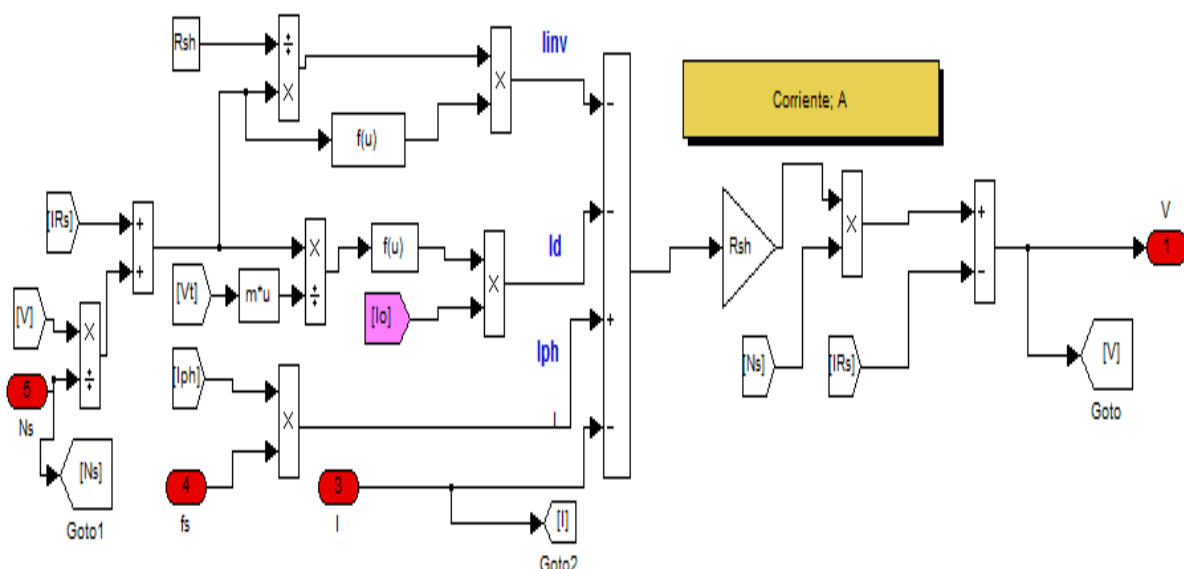 Rsh
÷
×
f(u)
×
Iinv
−
Corriente; A
[IRs]
+
+
[V]
×
÷
5
Ns
[Ns]
Goto1
[Vt]
m*u
×
÷
f(u)
[Io]
×
Id
−
[Iph]
×
Iph
+
4
fs
3
I
[I]
Goto2
−
Rsh
×
[Ns]
[IRs]
+
−
V
1
[V]
Goto